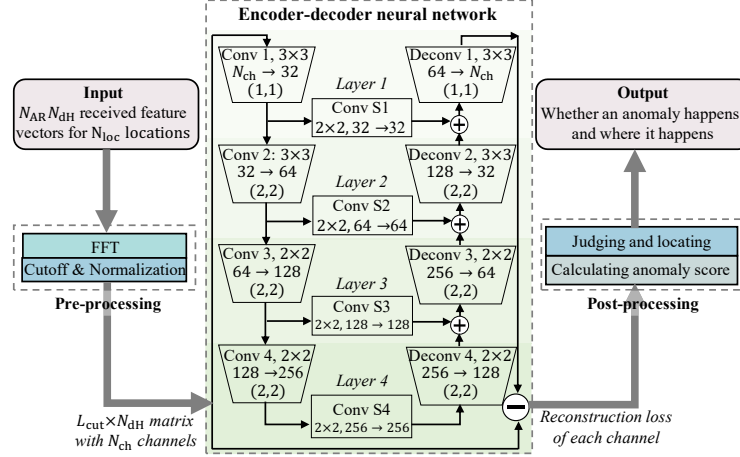 Encoder-decoder neural network
Input
N_AR N_dH received feature
vectors for N_loc locations
FFT
Cutoff & Normalization
Pre-processing
L_cut×N_dH matrix
with N_ch channels
Conv 1, 3×3
N_ch → 32
(1,1)
Conv 2: 3×3
32 → 64
(2,2)
Conv 3, 2×2
64 → 128
(2,2)
Conv 4, 2×2
128 →256
(2,2)
Layer 1
Conv S1
2×2, 32 →32
Layer 2
Conv S2
2×2, 64 →64
Layer 3
Conv S3
2×2, 128 → 128
Layer 4
Conv S4
2×2, 256 → 256
Deconv 1, 3×3
64 → N_ch
(1,1)
Deconv 2, 3×3
128 → 32
(2,2)
Deconv 3, 2×2
256 → 64
(2,2)
Deconv 4, 2×2
256 → 128
(2,2)
Output
Whether an anomaly happens
and where it happens
Judging and locating
Calculating anomaly score
Post-processing
Reconstruction loss
of each channel